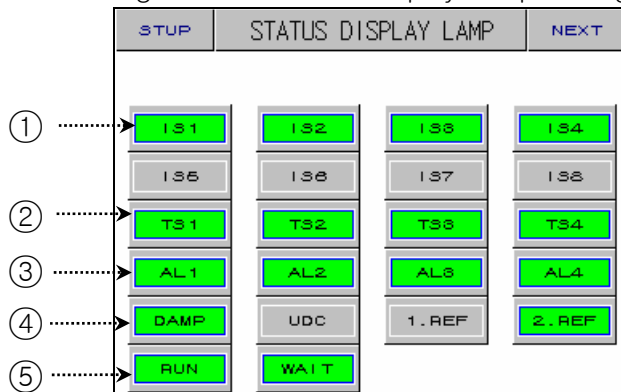 STUP STATUS DISPLAY LAMP NEXT
① IS1 IS2 IS3 IS4
IS5 IS6 IS7 IS8
② TS1 TS2 TS3 TS4
③ AL1 AL2 AL3 AL4
④ DAMP UDC 1.REF 2.REF
⑤ RUN WAIT